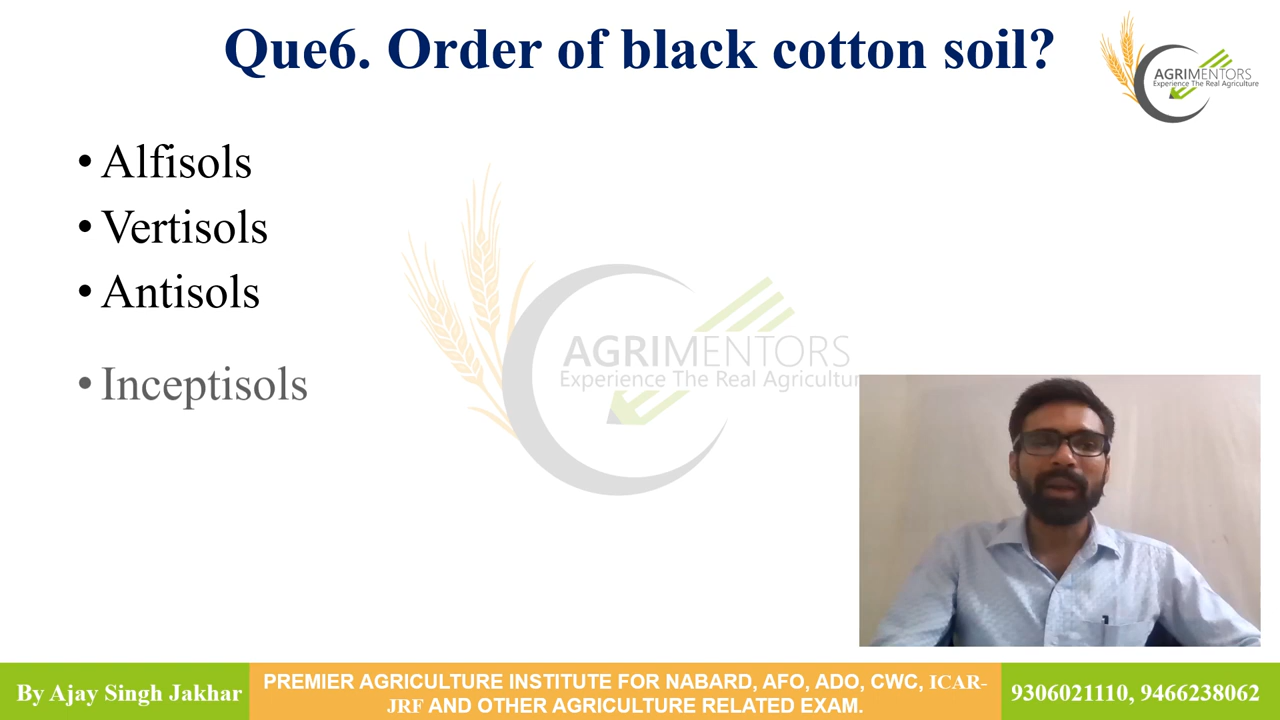 Que6. Order of black cotton soil?
AGRIMENTORS
Experience The Real Agriculture
• Alfisols
• Vertisols
• Antisols
• Inceptisols
AGRIMENTORS
Experience The Real Agricultur
By Ajay Singh Jakhar
PREMIER AGRICULTURE INSTITUTE FOR NABARD, AFO, ADO, CWC, ICAR-
JRF AND OTHER AGRICULTURE RELATED EXAM.
9306021110, 9466238062